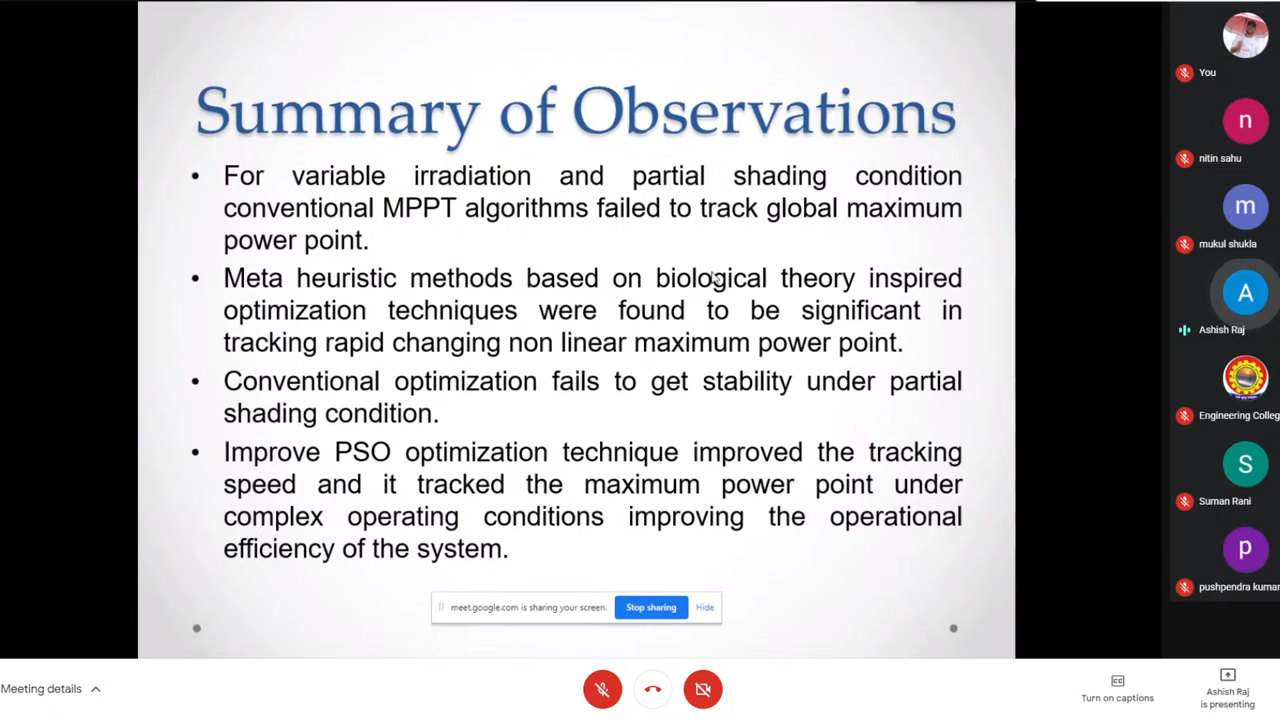 Summary of Observations
• For variable irradiation and partial shading condition
conventional MPPT algorithms failed to track global maximum
power point.
• Meta heuristic methods based on biological theory inspired
optimization techniques were found to be significant in
tracking rapid changing non linear maximum power point.
• Conventional optimization fails to get stability under partial
shading condition.
• Improve PSO optimization technique improved the tracking
speed and it tracked the maximum power point under
complex operating conditions improving the operational
efficiency of the system.
meet.google.com is sharing your screen. Stop sharing Hide
You
n
nitin sahu
m
mukul shukla
A
Ashish Raj
Engineering Colleg
S
Suman Rani
p
pushpendra kumar
Meeting details
CC
Turn on captions
Ashish Raj
is presenting